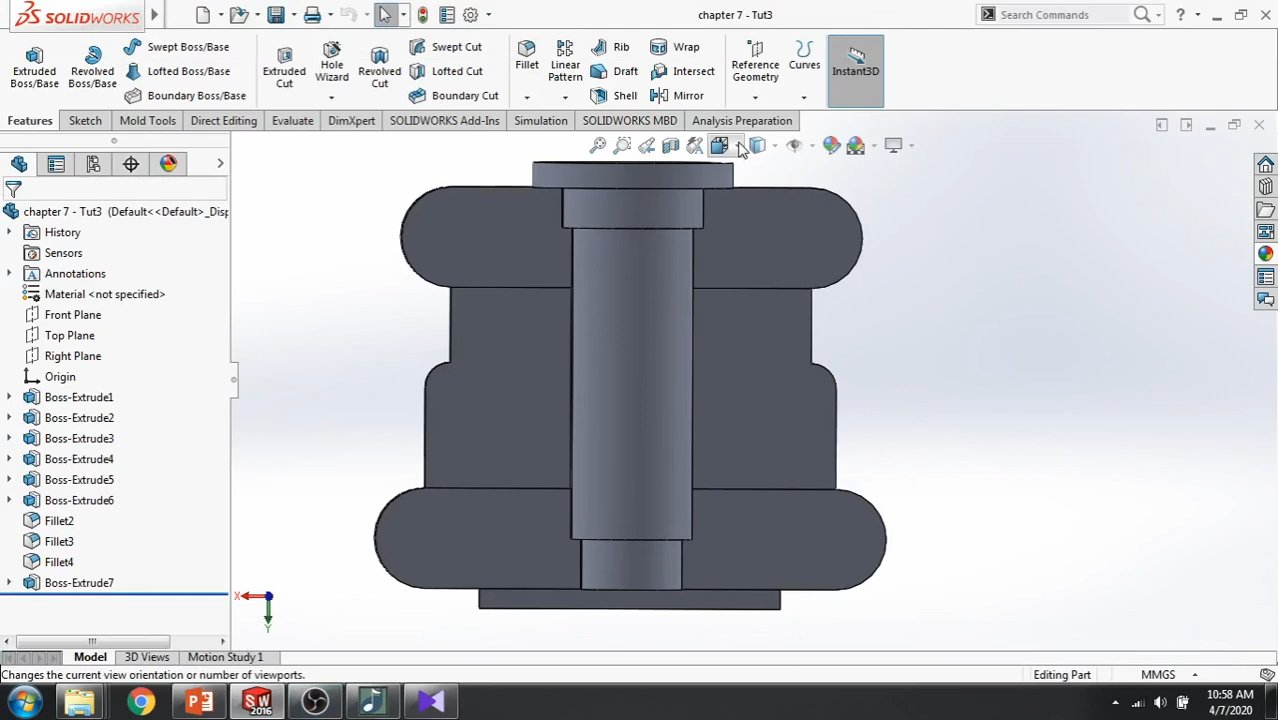 SOLIDWORKS
chapter 7 - Tut3
Search Commands
Extruded Boss/Base
Revolved Boss/Base
Swept Boss/Base
Lofted Boss/Base
Boundary Boss/Base
Extruded Cut
Hole Wizard
Revolved Cut
Swept Cut
Lofted Cut
Boundary Cut
Fillet
Linear Pattern
Rib
Draft
Shell
Wrap
Intersect
Mirror
Reference Geometry
Curves
Instant3D
Features Sketch Mold Tools Direct Editing Evaluate DimXpert SOLIDWORKS Add-Ins Simulation SOLIDWORKS MBD Analysis Preparation
chapter 7 - Tut3 (Default<<Default>_Disp
History
Sensors
Annotations
Material <not specified>
Front Plane
Top Plane
Right Plane
Origin
Boss-Extrude1
Boss-Extrude2
Boss-Extrude3
Boss-Extrude4
Boss-Extrude5
Boss-Extrude6
Fillet2
Fillet3
Fillet4
Boss-Extrude7
X
Y
Model 3D Views Motion Study 1
Changes the current view orientation or number of viewports.
Editing Part
MMGS
SW
2016
10:58 AM
4/7/2020